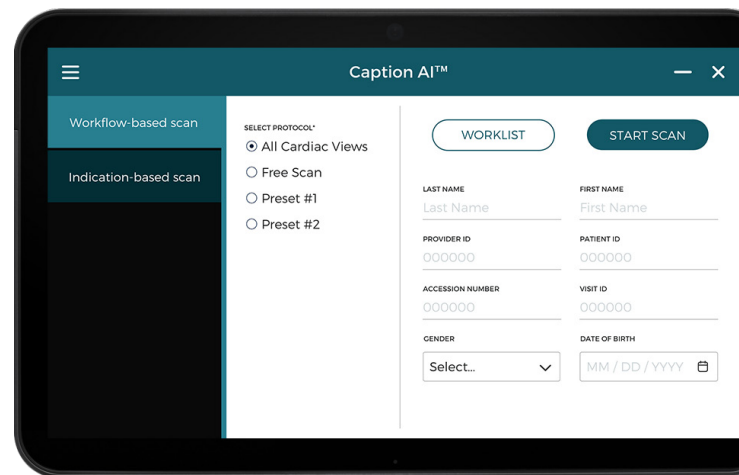 Caption AI™
Workflow-based scan
Indication-based scan
SELECT PROTOCOL*
All Cardiac Views
Free Scan
Preset #1
Preset #2
WORKLIST
START SCAN
LAST NAME
FIRST NAME
Last Name
First Name
PROVIDER ID
PATIENT ID
000000
000000
ACCESSION NUMBER
VISIT ID
000000
000000
GENDER
DATE OF BIRTH
Select...
MM / DD / YYYY